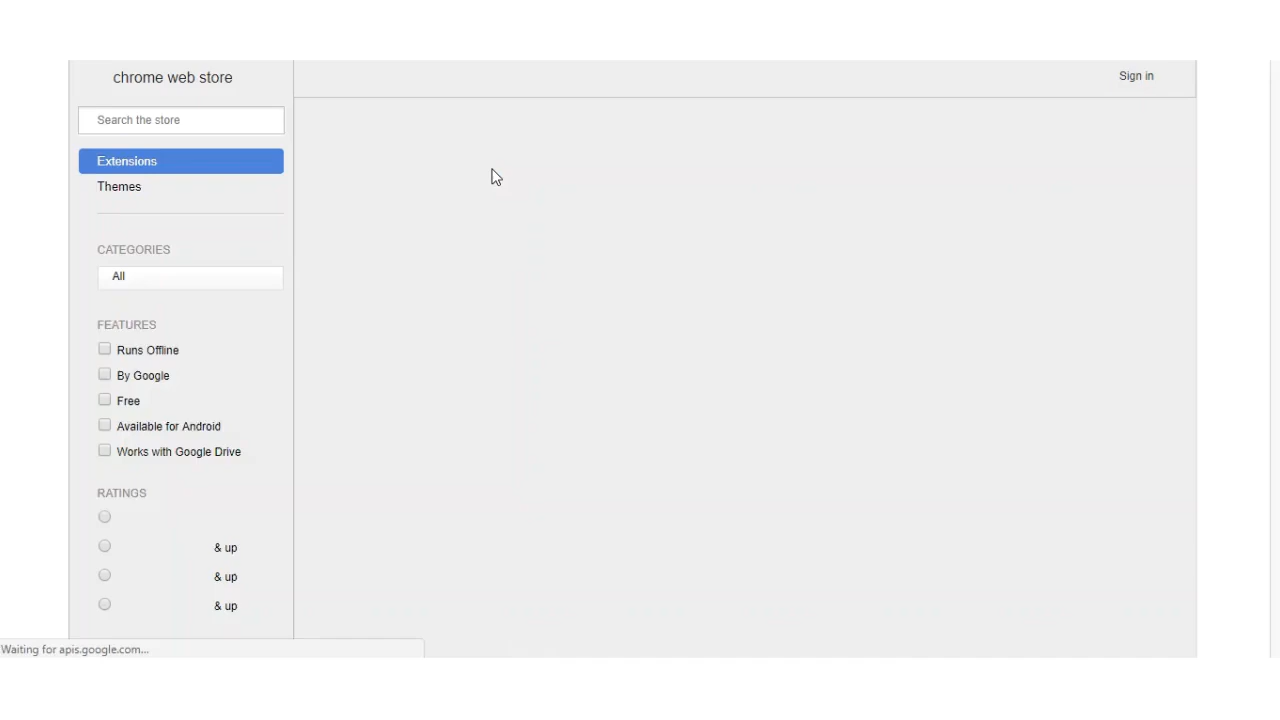 chrome web store
Sign in
Search the store
Extensions
Themes
CATEGORIES
All
FEATURES
Runs Offline
By Google
Free
Available for Android
Works with Google Drive
RATINGS
& up
& up
& up
Waiting for apis.google.com...